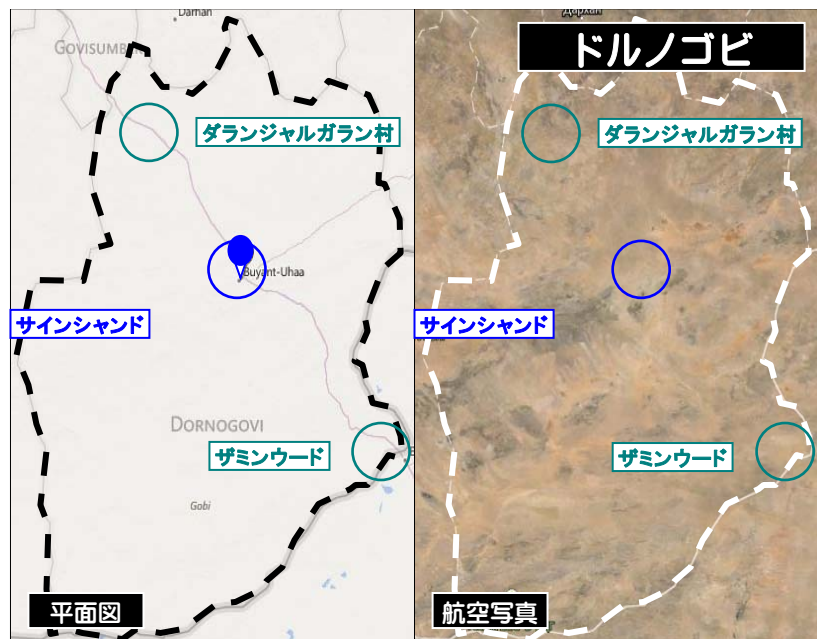 Darhan
GOVISUMB
ダランジャルガラン村
Buyant-Uhaa
サインシャンド
DORNOGOVI
ザミンウード
Gobi
平面図
Дархан
ドルノゴビ
ダランジャルガラン村
サインシャンド
ザミンウード
航空写真